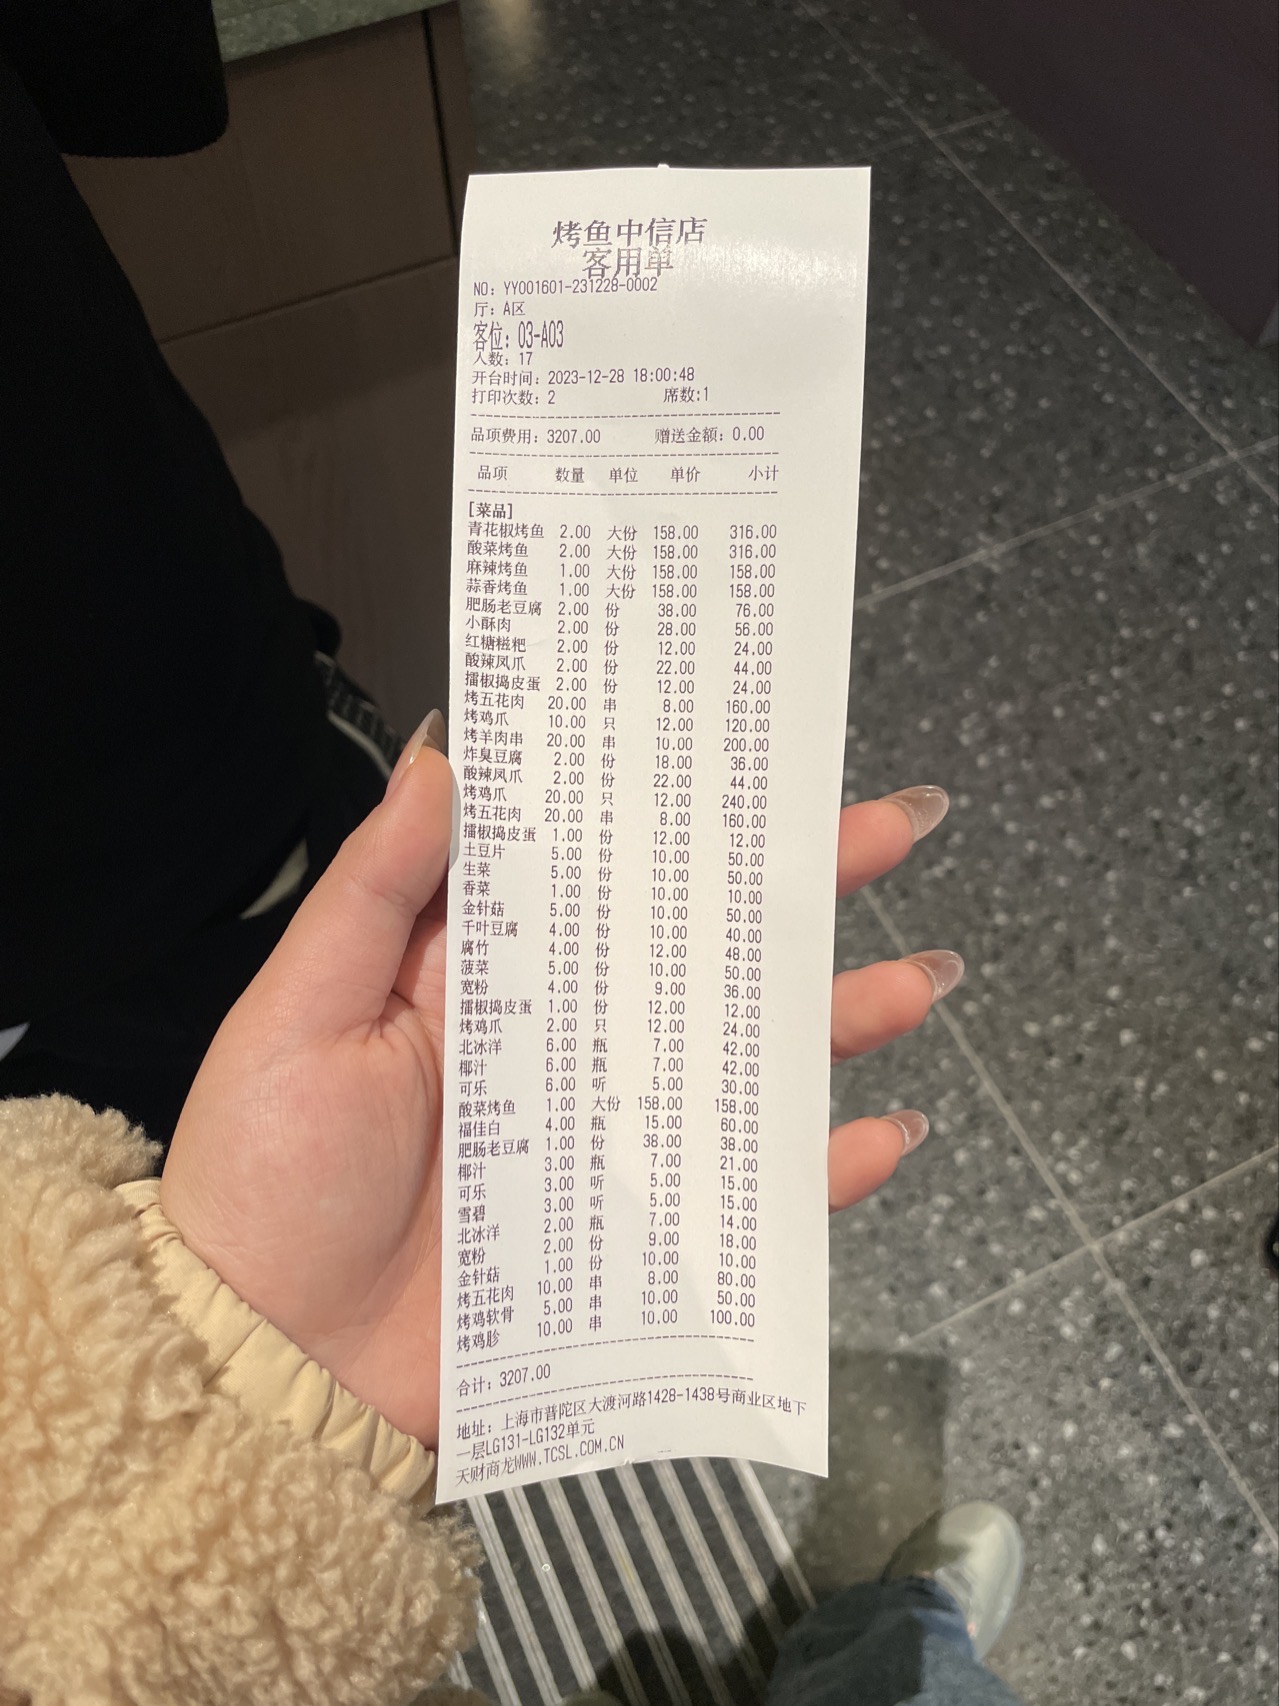 烤鱼中信店
客用单
NO: YY001601-231228-0002
厅: A区
客位: 03-A03
人数: 17
开台时间: 2023-12-28 18:00:48
打印次数: 2 席数:1
品项费用: 3207.00 赠送金额: 0.00
品项 数量 单位 单价 小计
[菜品]
青花椒烤鱼 2.00 大份 158.00 316.00
酸菜烤鱼 2.00 大份 158.00 316.00
麻辣烤鱼 1.00 大份 158.00 158.00
蒜香烤鱼 1.00 大份 158.00 158.00
肥肠老豆腐 2.00 份 38.00 76.00
小酥肉 2.00 份 28.00 56.00
红糖糍粑 2.00 份 12.00 24.00
酸辣凤爪 2.00 份 22.00 44.00
擂椒捣皮蛋 2.00 份 12.00 24.00
烤五花肉 20.00 串 8.00 160.00
烤鸡爪 10.00 只 12.00 120.00
烤羊肉串 20.00 串 10.00 200.00
炸臭豆腐 2.00 份 18.00 36.00
酸辣凤爪 2.00 份 22.00 44.00
烤鸡爪 20.00 只 12.00 240.00
烤五花肉 20.00 串 8.00 160.00
擂椒捣皮蛋 1.00 份 12.00 12.00
土豆片 5.00 份 10.00 50.00
生菜 5.00 份 10.00 50.00
香菜 1.00 份 10.00 10.00
金针菇 5.00 份 10.00 50.00
千叶豆腐 4.00 份 10.00 40.00
腐竹 4.00 份 12.00 48.00
菠菜 5.00 份 10.00 50.00
宽粉 4.00 份 9.00 36.00
擂椒捣皮蛋 1.00 份 12.00 12.00
烤鸡爪 2.00 只 12.00 24.00
北冰洋 6.00 瓶 7.00 42.00
椰汁 6.00 瓶 7.00 42.00
可乐 6.00 听 5.00 30.00
酸菜烤鱼 1.00 大份 158.00 158.00
福佳白 4.00 瓶 15.00 60.00
肥肠老豆腐 1.00 份 38.00 38.00
椰汁 3.00 瓶 7.00 21.00
可乐 3.00 听 5.00 15.00
雪碧 3.00 听 5.00 15.00
北冰洋 2.00 瓶 7.00 14.00
宽粉 2.00 份 9.00 18.00
金针菇 1.00 份 10.00 10.00
烤五花肉 10.00 串 8.00 80.00
烤鸡软骨 5.00 串 10.00 50.00
烤鸡胗 10.00 串 10.00 100.00
合计: 3207.00
地址: 上海市普陀区大渡河路1428-1438号商业区地下
一层LG131-LG132单元
天财商龙WWW.TCSL.COM.CN